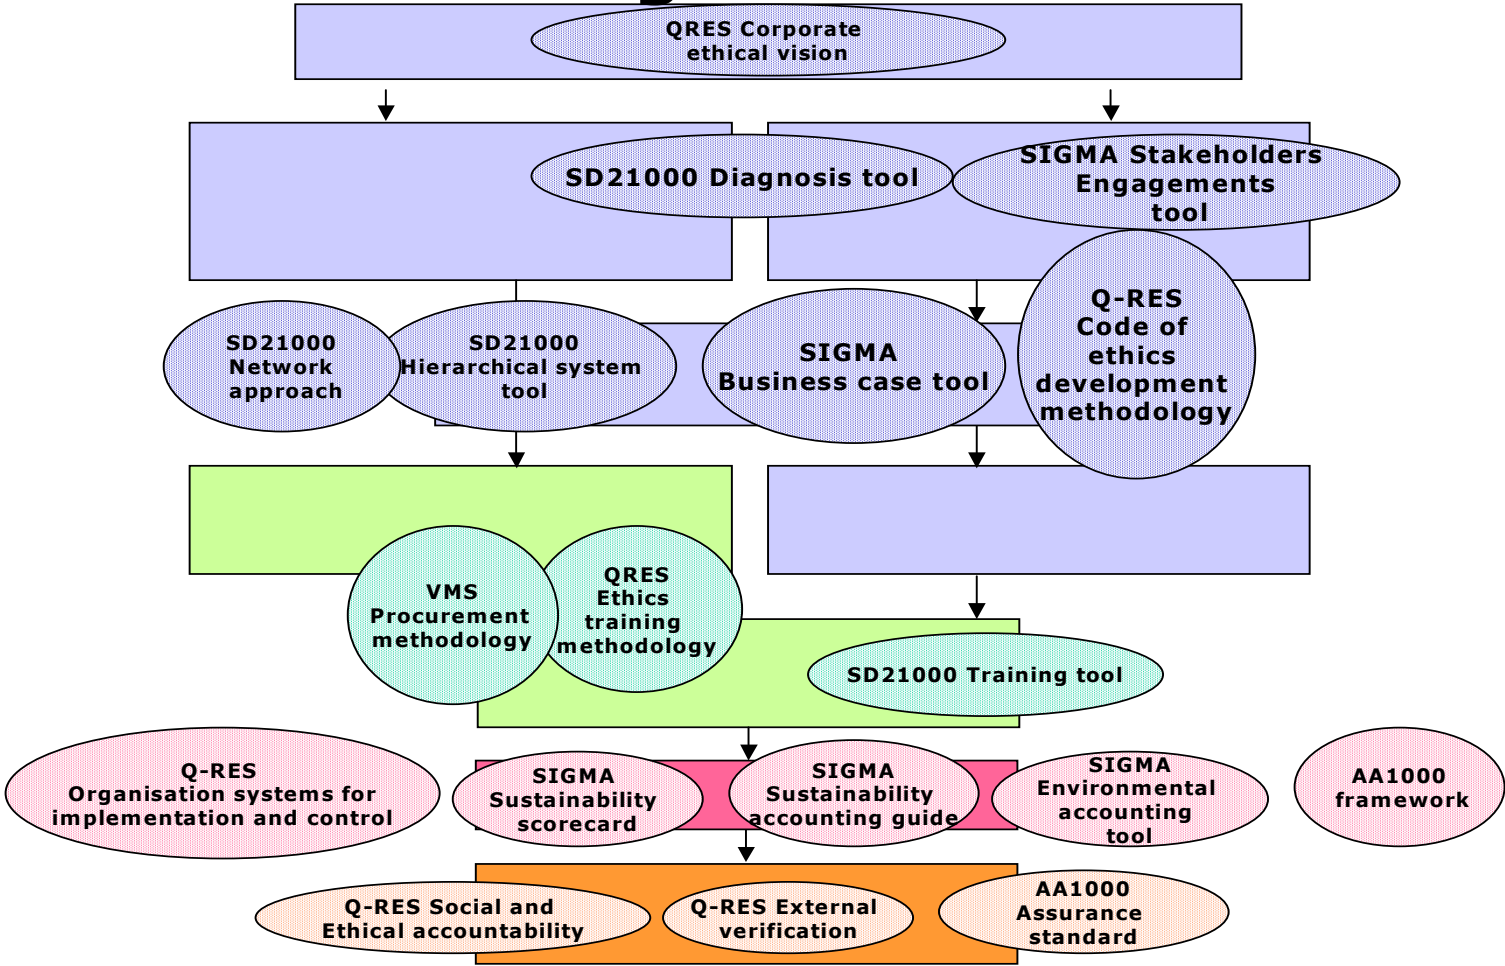 QRES Corporate
ethical vision
SD21000 Diagnosis tool
SIGMA Stakeholders
Engagements
tool
SD21000
Network
approach
SD21000
Hierarchical system
tool
SIGMA
Business case tool
Q-RES
Code of
ethics
development
methodology
VMS
Procurement
methodology
QRES
Ethics
training
methodology
SD21000 Training tool
Q-RES
Organisation systems for
implementation and control
SIGMA
Sustainability
scorecard
SIGMA
Sustainability
accounting guide
SIGMA
Environmental
accounting
tool
AA1000
framework
Q-RES Social and
Ethical accountability
Q-RES External
verification
AA1000
Assurance
standard